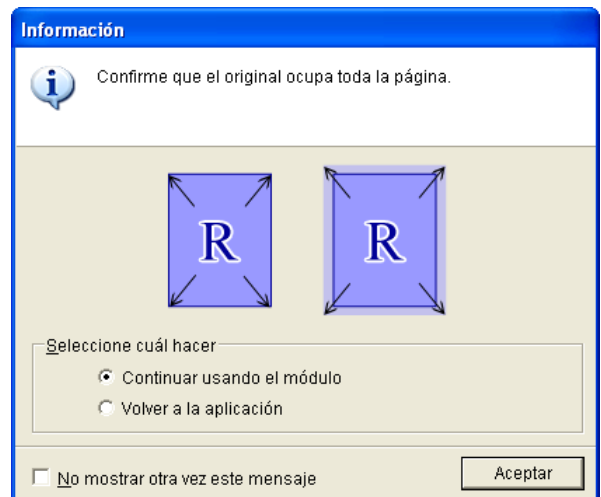 Información
Confirme que el original ocupa toda la página.
R R
Seleccione cuál hacer
Continuar usando el módulo
Volver a la aplicación
No mostrar otra vez este mensaje Aceptar